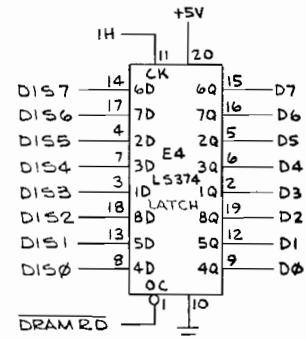 +5V
1H
11 20
CK
DIS7 14 6D 6Q 15 D7
DIS6 17 7D 7Q 16 D6
DIS5 4 2D 2Q 5 D5
E4
DIS4 7 3D 3Q 6 D4
LS374
DIS3 3 1D 1Q 2 D3
LATCH
DIS2 18 8D 8Q 19 D2
DIS1 13 5D 5Q 12 D1
DISØ 8 4D 4Q 9 DØ
OC
1 10
DRAMRD